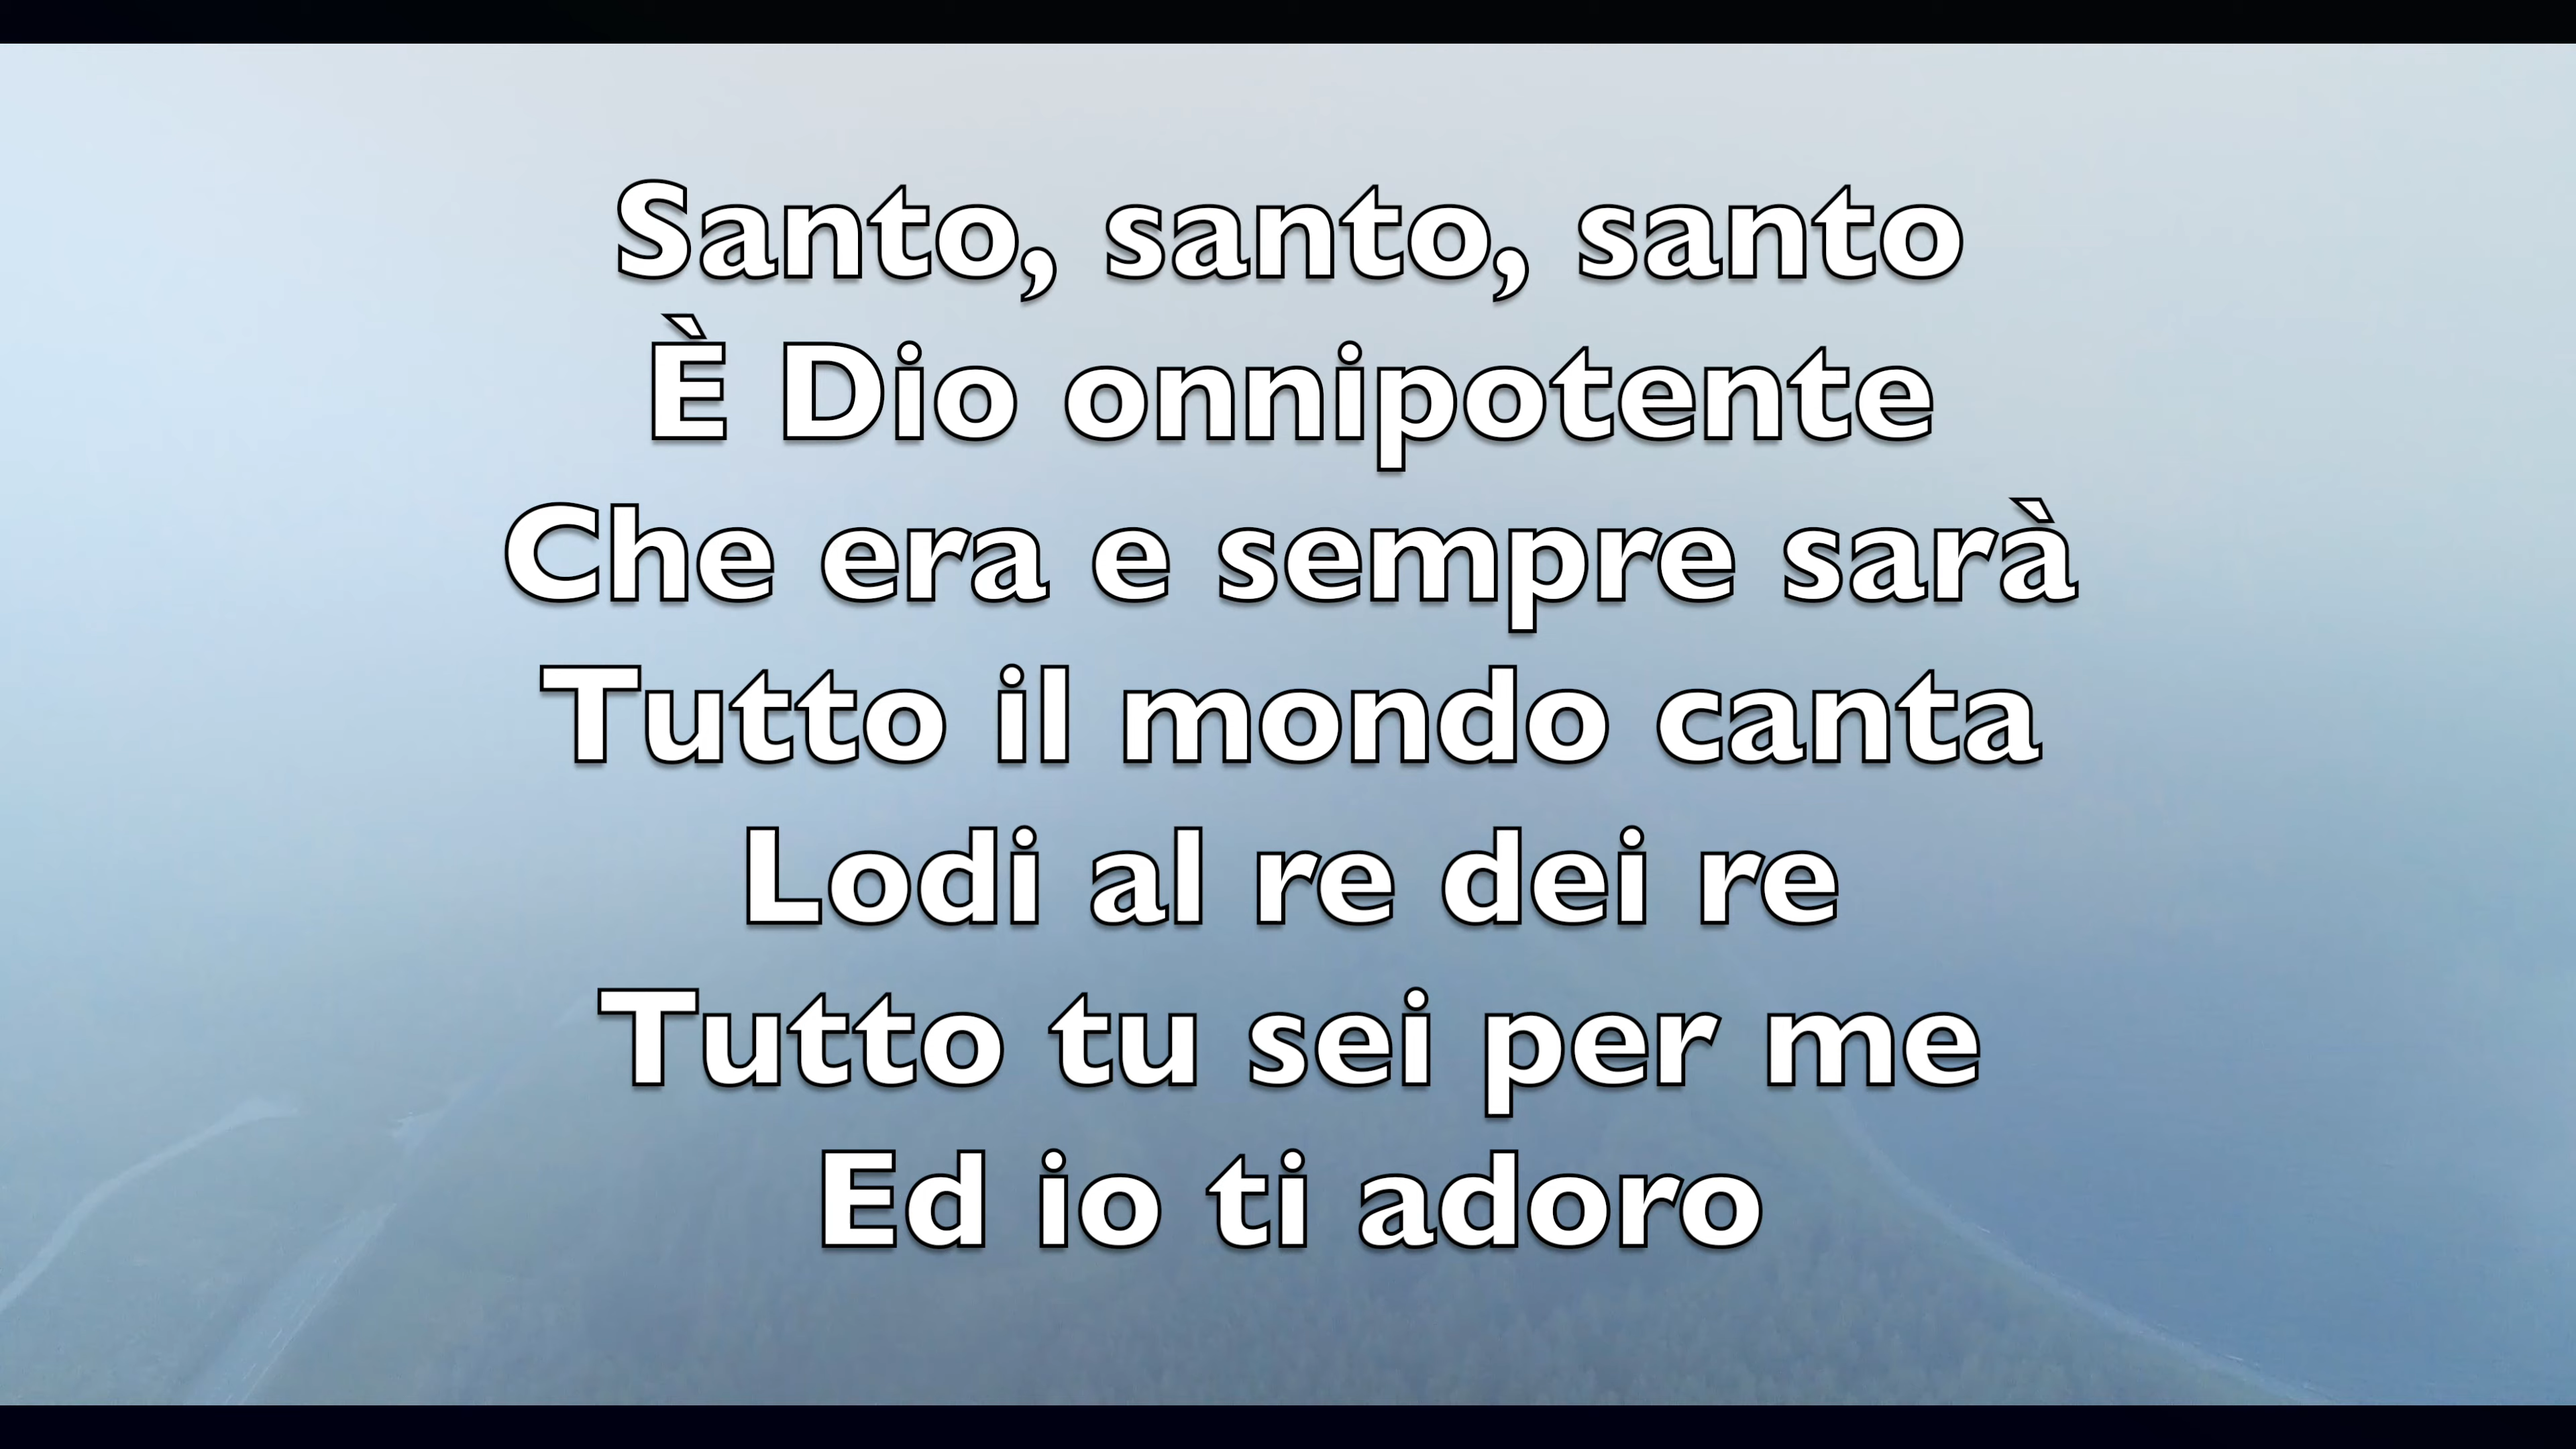 Santo, santo, santo
È Dio onnipotente
Che era e sempre sarà
Tutto il mondo canta
Lodi al re dei re
Tutto tu sei per me
Ed io ti adoro